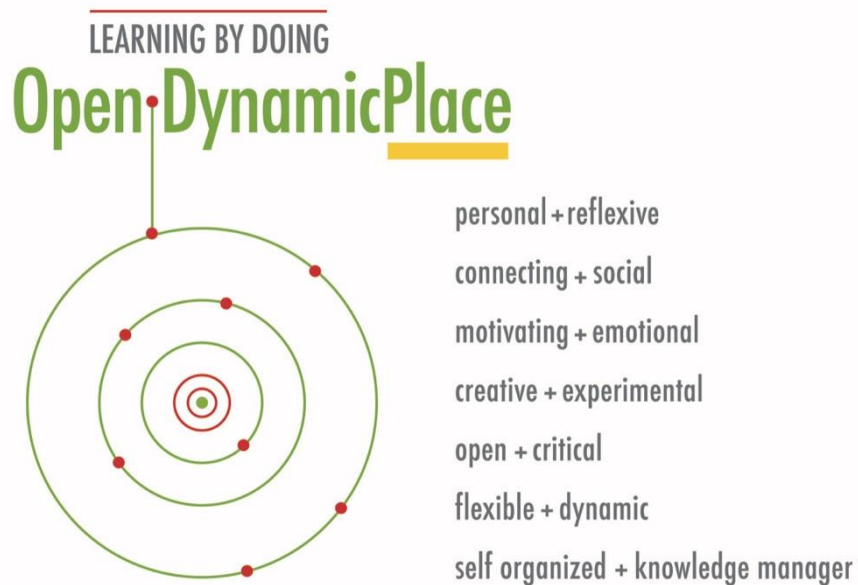 LEARNING BY DOING
Open·DynamicPlace
personal + reflexive
connecting + social
motivating + emotional
creative + experimental
open + critical
flexible + dynamic
self organized + knowledge manager